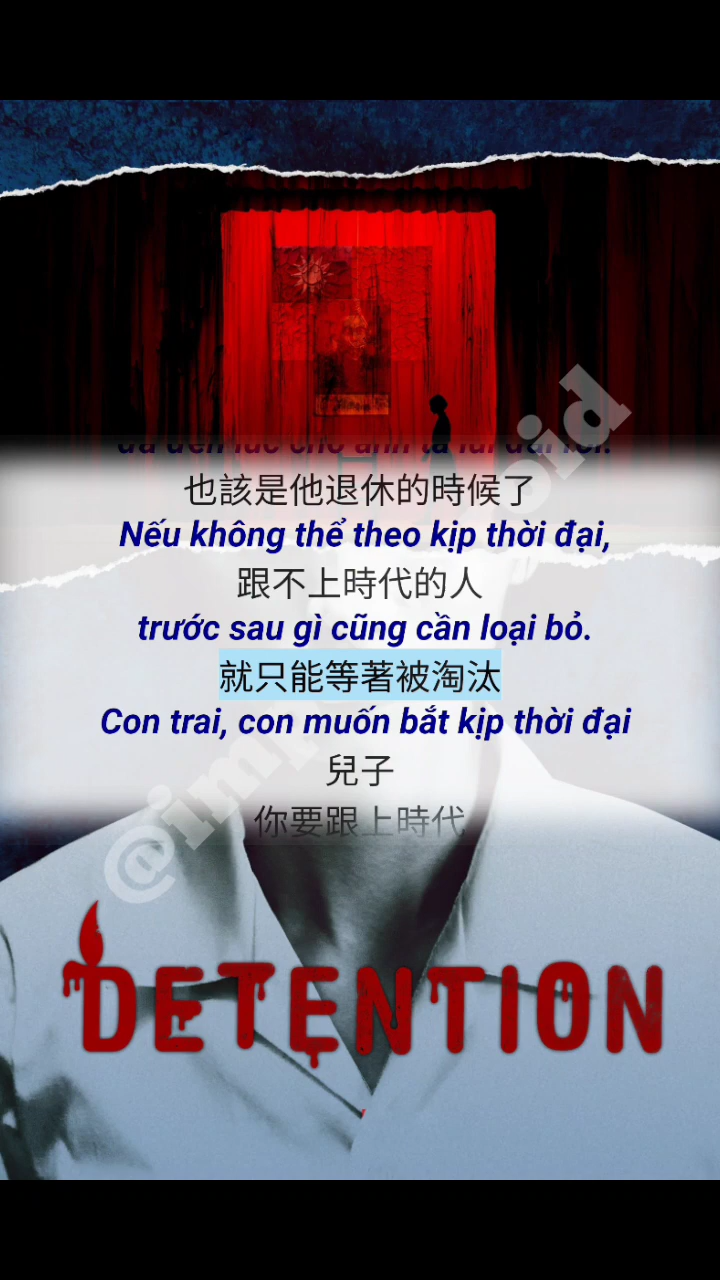 也該是他退休的時候了
Nếu không thể theo kịp thời đại,
跟不上時代的人
trước sau gì cũng cần loại bỏ.
就只能等著被淘汰
Con trai, con muốn bắt kịp thời đại
兒子
你要跟上時代
DETENTION